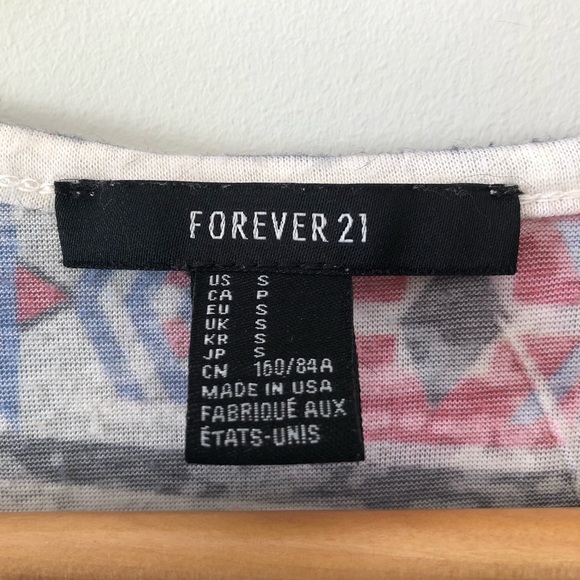 FOREVER 21
US S
CA P
EU S
UK S
KR S
JP S
CN 160/84A
MADE IN USA
FABRIQUÉ AUX
ÉTATS-UNIS